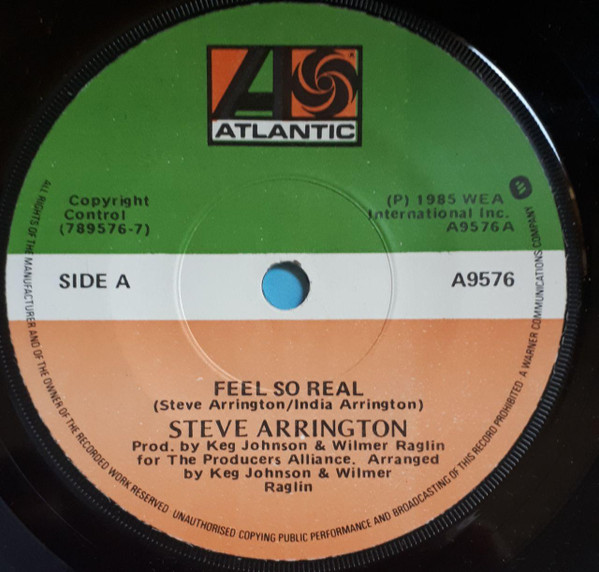 ATLANTIC
Copyright
Control
(789576-7)
(P) 1985 WEA
International Inc.
A9576A
SIDE A
A9576
FEEL SO REAL
(Steve Arrington/India Arrington)
STEVE ARRINGTON
Prod. by Keg Johnson & Wilmer Raglin
for The Producers Alliance. Arranged
by Keg Johnson & Wilmer
Raglin
ALL RIGHTS OF THE MANUFACTURER AND OF THE OWNER OF THE RECORDED WORK RESERVED UNAUTHORISED COPYING PUBLIC PERFORMANCE AND BROADCASTING OF THIS RECORD PROHIBITED A WARNER COMMUNICATIONS COMPANY